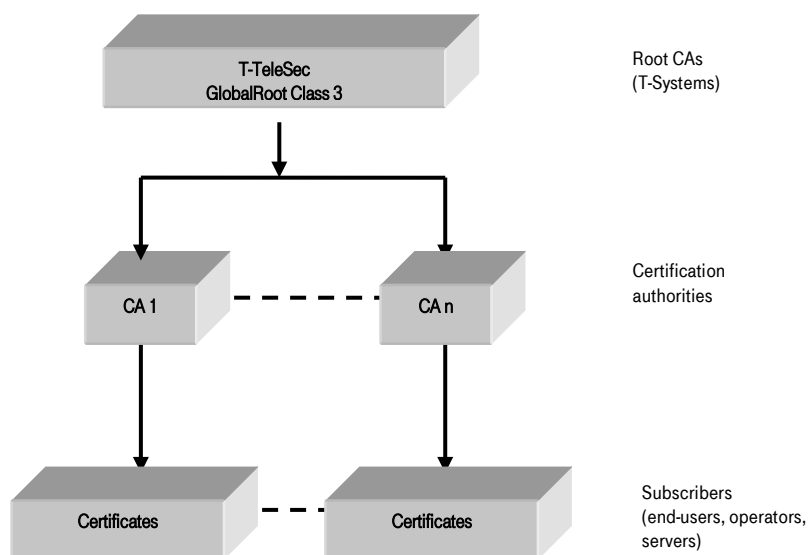 T-TeleSec
GlobalRoot Class 3
Root CAs
(T-Systems)
CA 1
CA n
Certification
authorities
Certificates
Certificates
Subscribers
(end-users, operators,
servers)